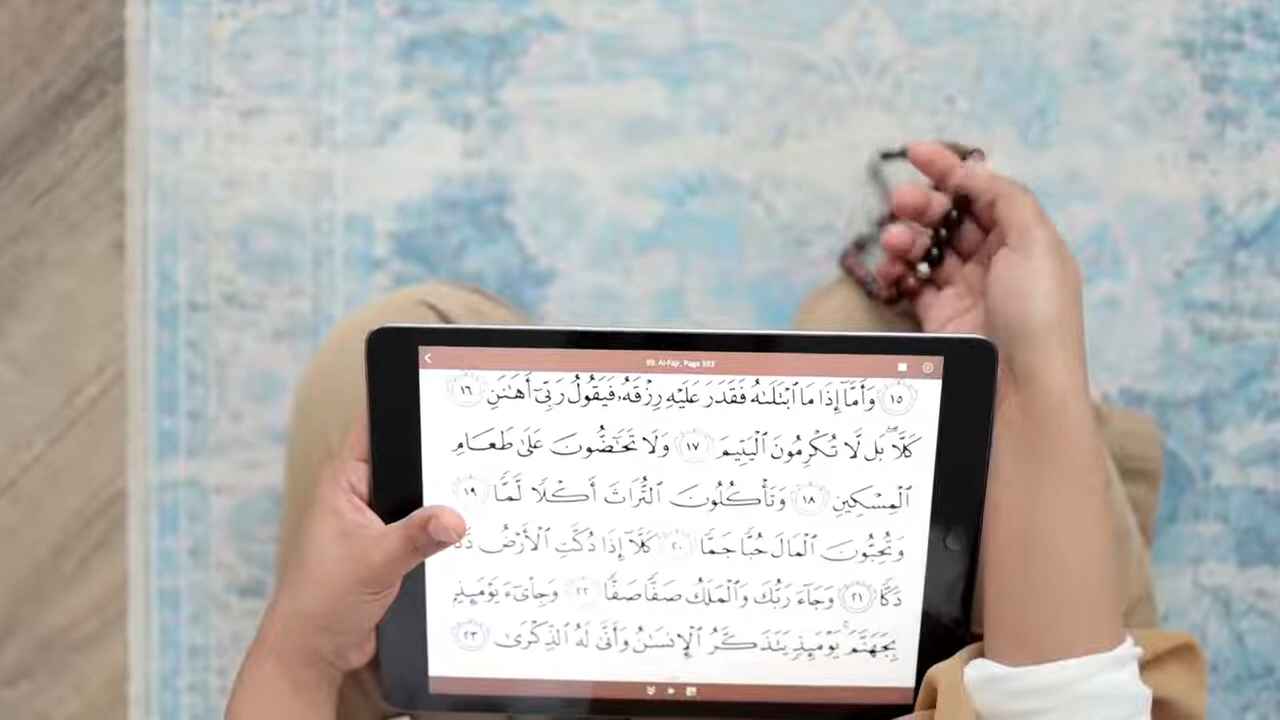 89. Al-Fajr, Page 593
١٥ وَأَمَّآ إِذَا مَا ٱبْتَلَىٰهُ فَقَدَرَ عَلَيْهِ رِزْقَهُۥ فَيَقُولُ رَبِّىٓ أَهَٰنَنِ ١٦
كَلَّا ۖ بَل لَّا تُكْرِمُونَ ٱلْيَتِيمَ ١٧ وَلَا تَحَٰٓضُّونَ عَلَىٰ طَعَامِ
ٱلْمِسْكِينِ ١٨ وَتَأْكُلُونَ ٱلتُّرَاثَ أَكْلًا لَّمًّا ١٩
وَتُحِبُّونَ ٱلْمَالَ حُبًّا جَمًّا ٢٠ كَلَّآ إِذَا دُكَّتِ ٱلْأَرْضُ
دَكًّا ٢١ وَجَآءَ رَبُّكَ وَٱلْمَلَكُ صَفًّا صَفًّا ٢٢ وَجِا۟ىٓءَ يَوْمَئِذٍۭ
بِجَهَنَّمَ ۚ يَوْمَئِذٍ يَتَذَكَّرُ ٱلْإِنسَٰنُ وَأَنَّىٰ لَهُ ٱلذِّكْرَىٰ ٢٣